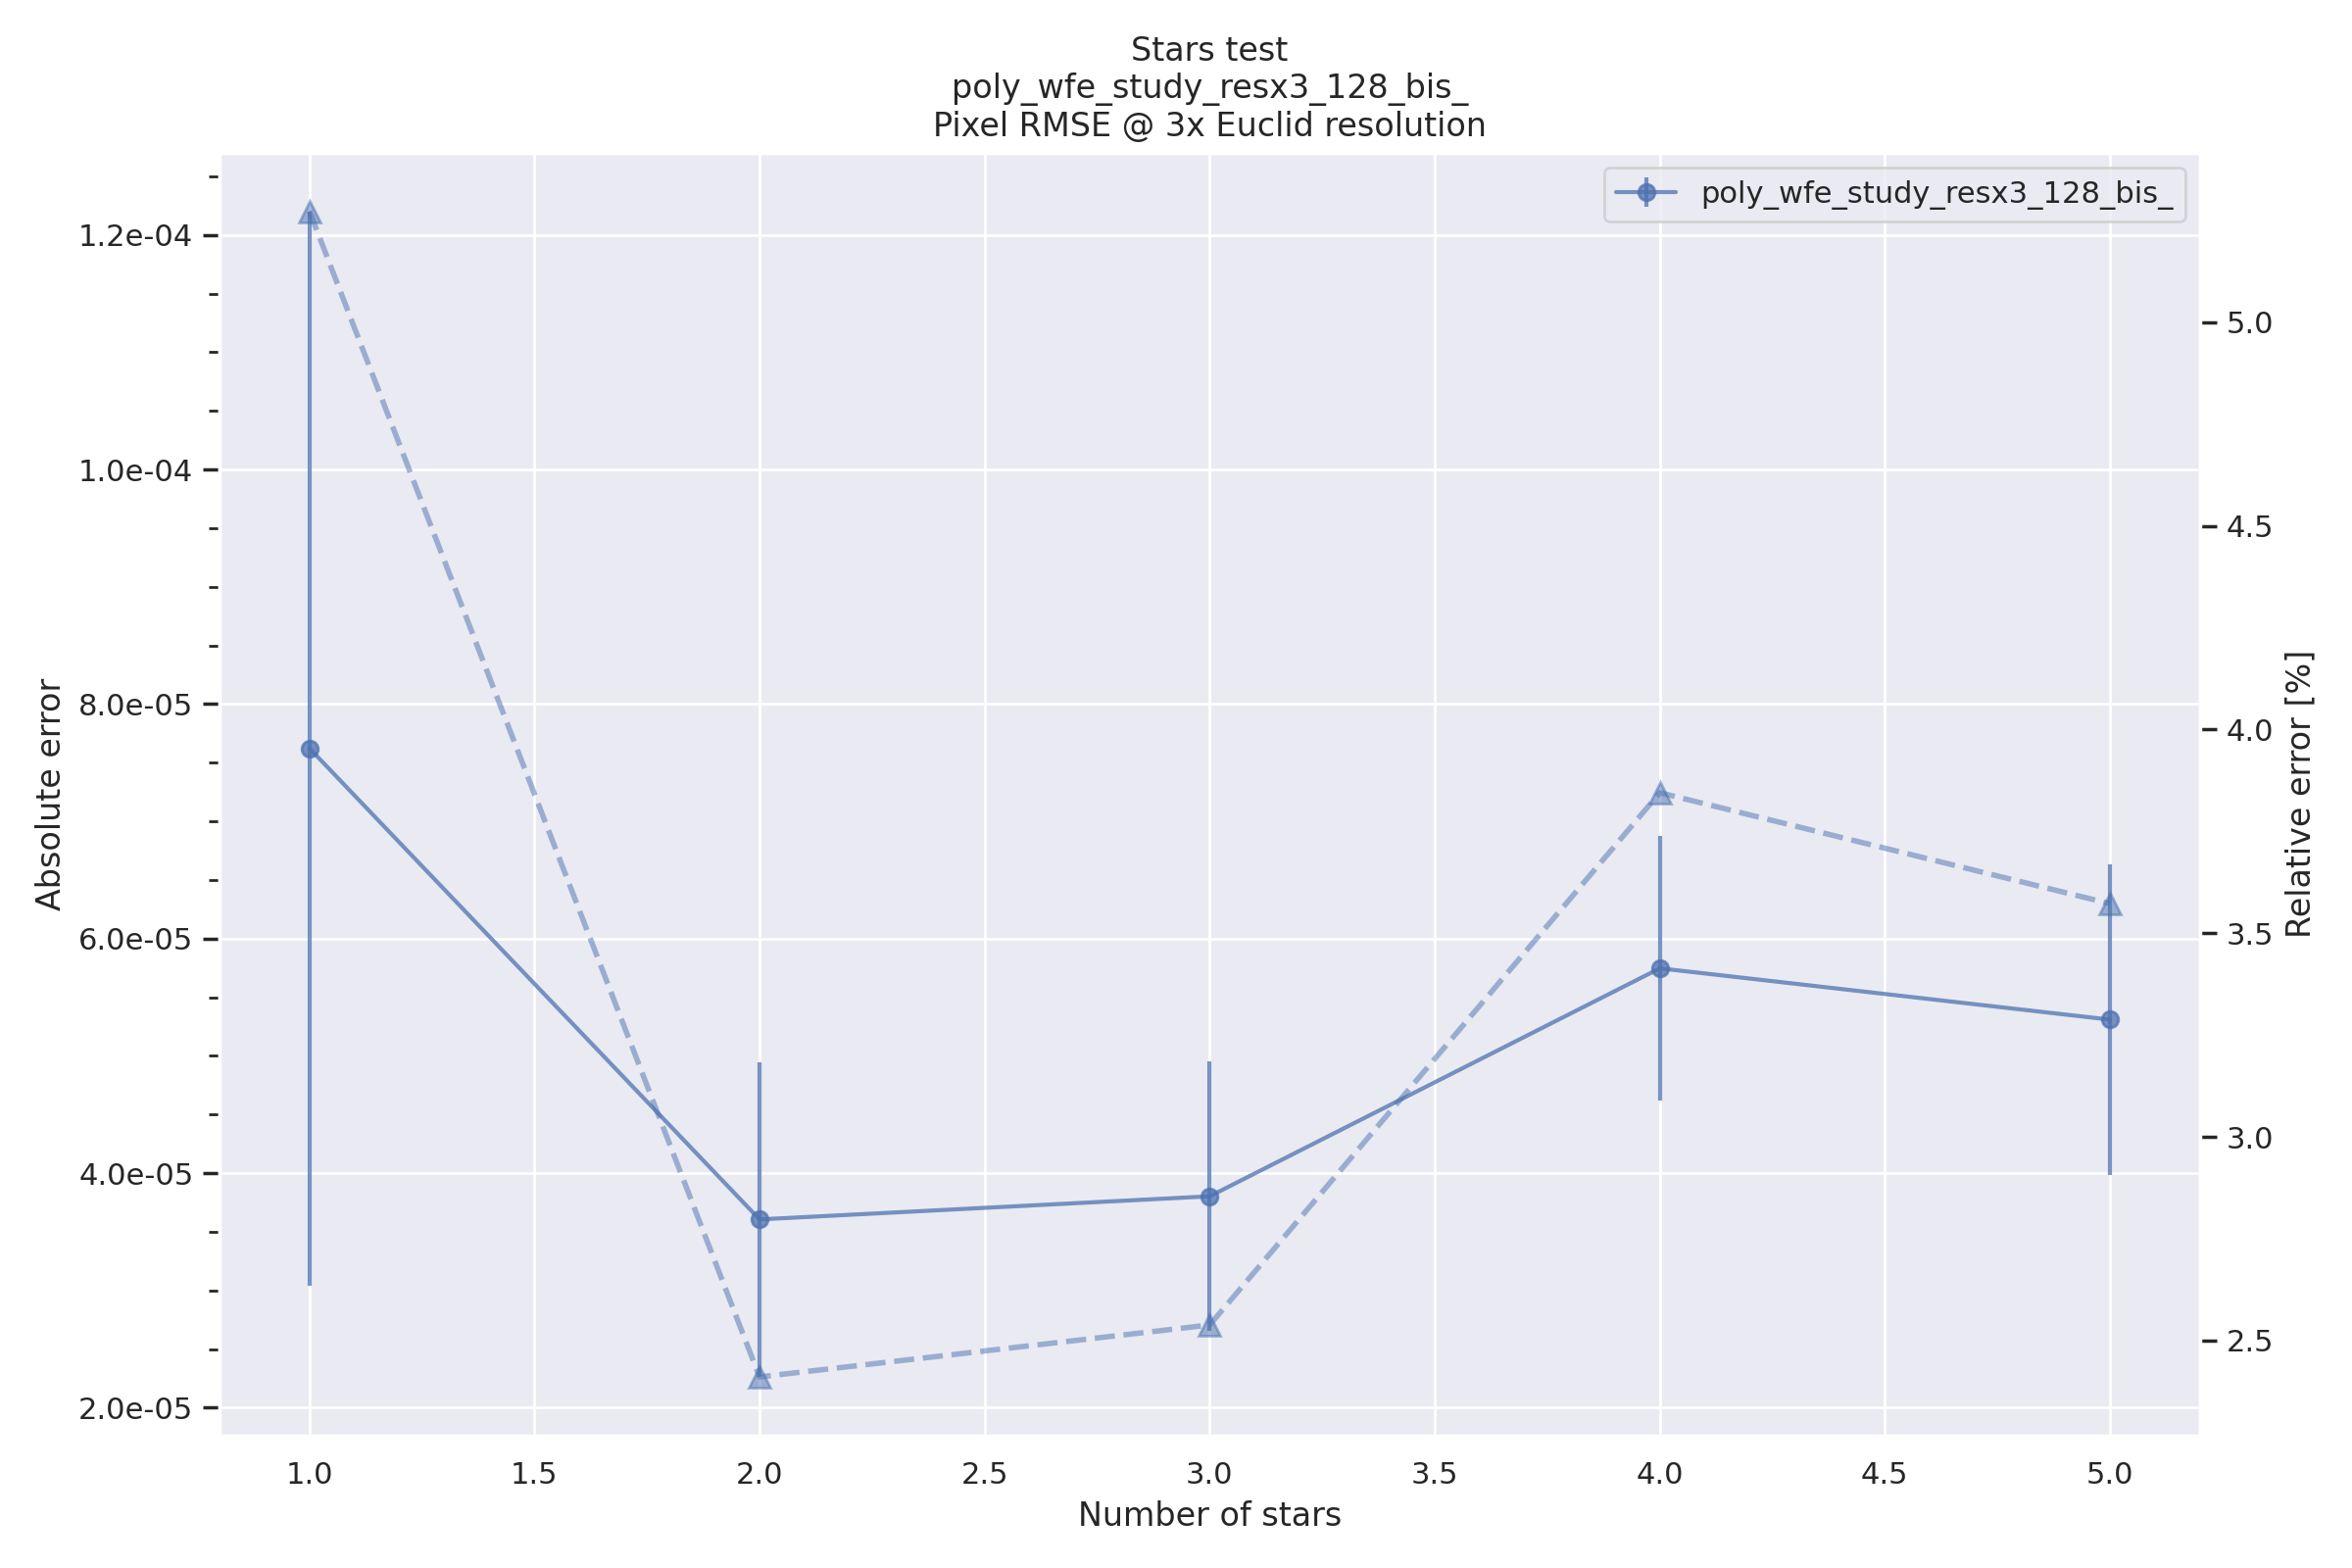 Stars test
poly_wfe_study_resx3_128_bis_
Pixel RMSE @ 3x Euclid resolution
poly_wfe_study_resx3_128_bis_
Absolute error
1.2e-04
1.0e-04
8.0e-05
6.0e-05
4.0e-05
2.0e-05
5.0
4.5
4.0
3.5
3.0
2.5
Relative error [%]
1.0 1.5 2.0 2.5 3.0 3.5 4.0 4.5 5.0
Number of stars